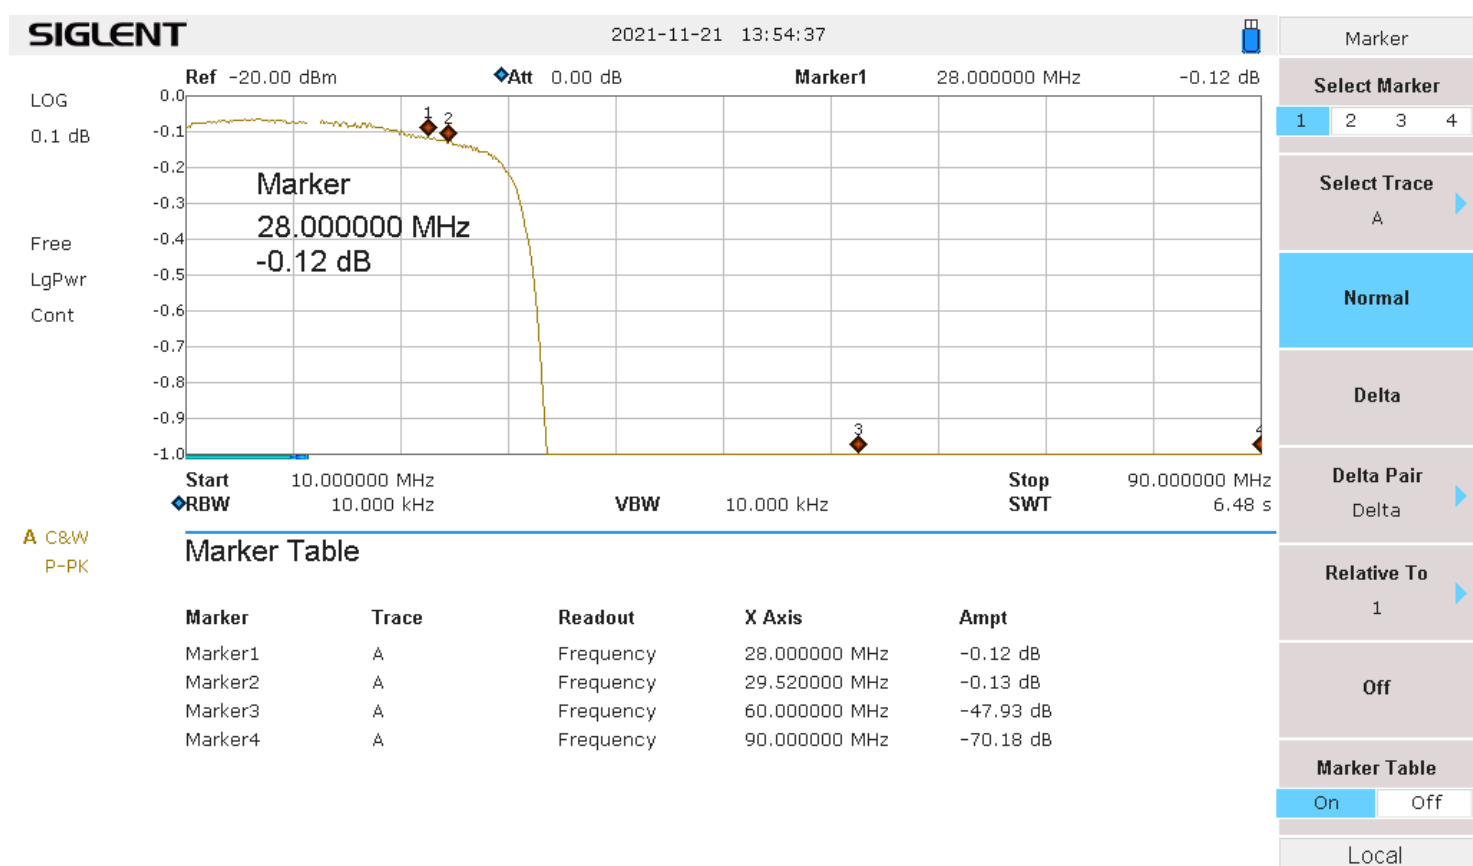 SIGLENT
2021-11-21 13:54:37
Ref -20.00 dBm Att 0.00 dB Marker1 28.000000 MHz -0.12 dB
LOG
0.1 dB
Free
LgPwr
Cont
0.0
-0.1
-0.2
-0.3
-0.4
-0.5
-0.6
-0.7
-0.8
-0.9
-1.0
1 2
3 4
Marker
28.000000 MHz
-0.12 dB
Start 10.000000 MHz Stop 90.000000 MHz
RBW 10.000 kHz VBW 10.000 kHz SWT 6.48 s
A C&W
P-PK
Marker Table
Marker Trace Readout X Axis Ampt
Marker1 A Frequency 28.000000 MHz -0.12 dB
Marker2 A Frequency 29.520000 MHz -0.13 dB
Marker3 A Frequency 60.000000 MHz -47.93 dB
Marker4 A Frequency 90.000000 MHz -70.18 dB
Marker
Select Marker
1 2 3 4
Select Trace
A
Normal
Delta
Delta Pair
Delta
Relative To
1
Off
Marker Table
On Off
Local